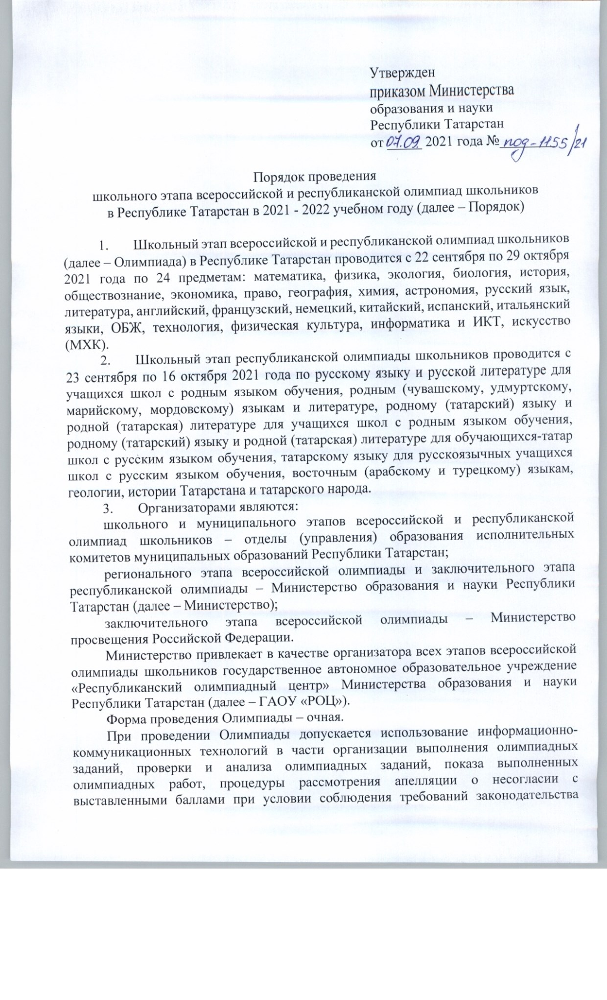 Утвержден
приказом Министерства
образования и науки
Республики Татарстан
от 07.09. 2021 года № под-1155/21
Порядок проведения
школьного этапа всероссийской и республиканской олимпиад школьников
в Республике Татарстан в 2021 - 2022 учебном году (далее – Порядок)
1. Школьный этап всероссийской и республиканской олимпиад школьников
(далее – Олимпиада) в Республике Татарстан проводится с 22 сентября по 29 октября
2021 года по 24 предметам: математика, физика, экология, биология, история,
обществознание, экономика, право, география, химия, астрономия, русский язык,
литература, английский, французский, немецкий, китайский, испанский, итальянский
языки, ОБЖ, технология, физическая культура, информатика и ИКТ, искусство
(МХК).
2. Школьный этап республиканской олимпиады школьников проводится с
23 сентября по 16 октября 2021 года по русскому языку и русской литературе для
учащихся школ с родным языком обучения, родным (чувашскому, удмуртскому,
марийскому, мордовскому) языкам и литературе, родному (татарский) языку и
родной (татарская) литературе для учащихся школ с родным языком обучения,
родному (татарский) языку и родной (татарская) литературе для обучающихся-татар
школ с русским языком обучения, татарскому языку для русскоязычных учащихся
школ с русским языком обучения, восточным (арабскому и турецкому) языкам,
геологии, истории Татарстана и татарского народа.
3. Организаторами являются:
школьного и муниципального этапов всероссийской и республиканской
олимпиад школьников – отделы (управления) образования исполнительных
комитетов муниципальных образований Республики Татарстан;
регионального этапа всероссийской олимпиады и заключительного этапа
республиканской олимпиады – Министерство образования и науки Республики
Татарстан (далее – Министерство);
заключительного этапа всероссийской олимпиады – Министерство
просвещения Российской Федерации.
Министерство привлекает в качестве организатора всех этапов всероссийской
олимпиады школьников государственное автономное образовательное учреждение
«Республиканский олимпиадный центр» Министерства образования и науки
Республики Татарстан (далее – ГАОУ «РОЦ»).
Форма проведения Олимпиады – очная.
При проведении Олимпиады допускается использование информационно-
коммуникационных технологий в части организации выполнения олимпиадных
заданий, проверки и анализа олимпиадных заданий, показа выполненных
олимпиадных работ, процедуры рассмотрения апелляции о несогласии с
выставленными баллами при условии соблюдения требований законодательства